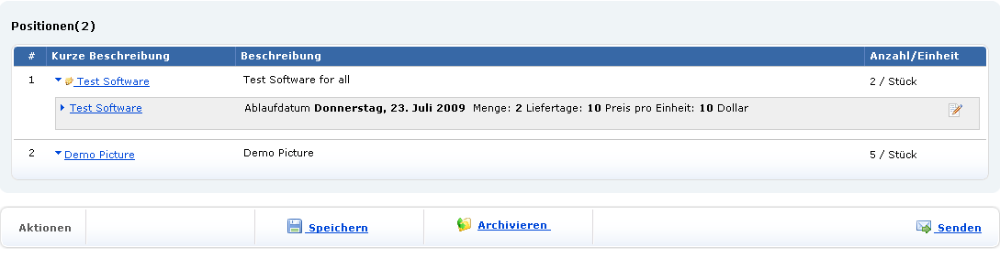 Positionen(2)
# Kurze Beschreibung Beschreibung Anzahl/Einheit
1 Test Software Test Software for all 2 / Stück
Test Software Ablaufdatum Donnerstag, 23. Juli 2009 Menge: 2 Liefertage: 10 Preis pro Einheit: 10 Dollar
2 Demo Picture Demo Picture 5 / Stück
Aktionen Speichern Archivieren Senden